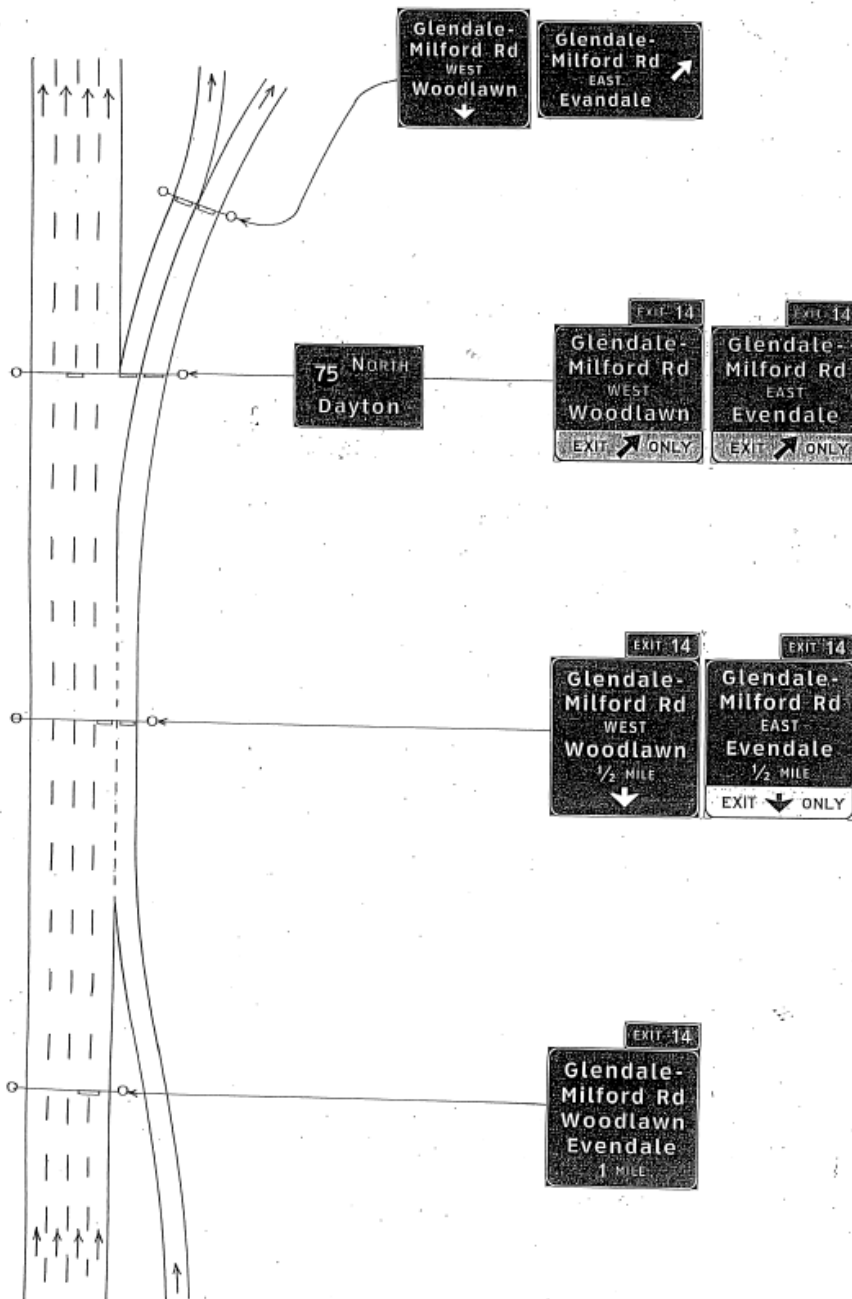 Glendale-
Milford Rd
WEST
Woodlawn
Glendale-
Milford Rd
EAST
Evandale
75 NORTH
Dayton
EXIT 14
Glendale-
Milford Rd
WEST
Woodlawn
EXIT ONLY
EXIT 14
Glendale-
Milford Rd
EAST
Evendale
EXIT ONLY
EXIT 14
Glendale-
Milford Rd
WEST
Woodlawn
1/2 MILE
EXIT 14
Glendale-
Milford Rd
EAST
Evendale
1/2 MILE
EXIT ONLY
EXIT 14
Glendale-
Milford Rd
Woodlawn
Evendale
1 MILE